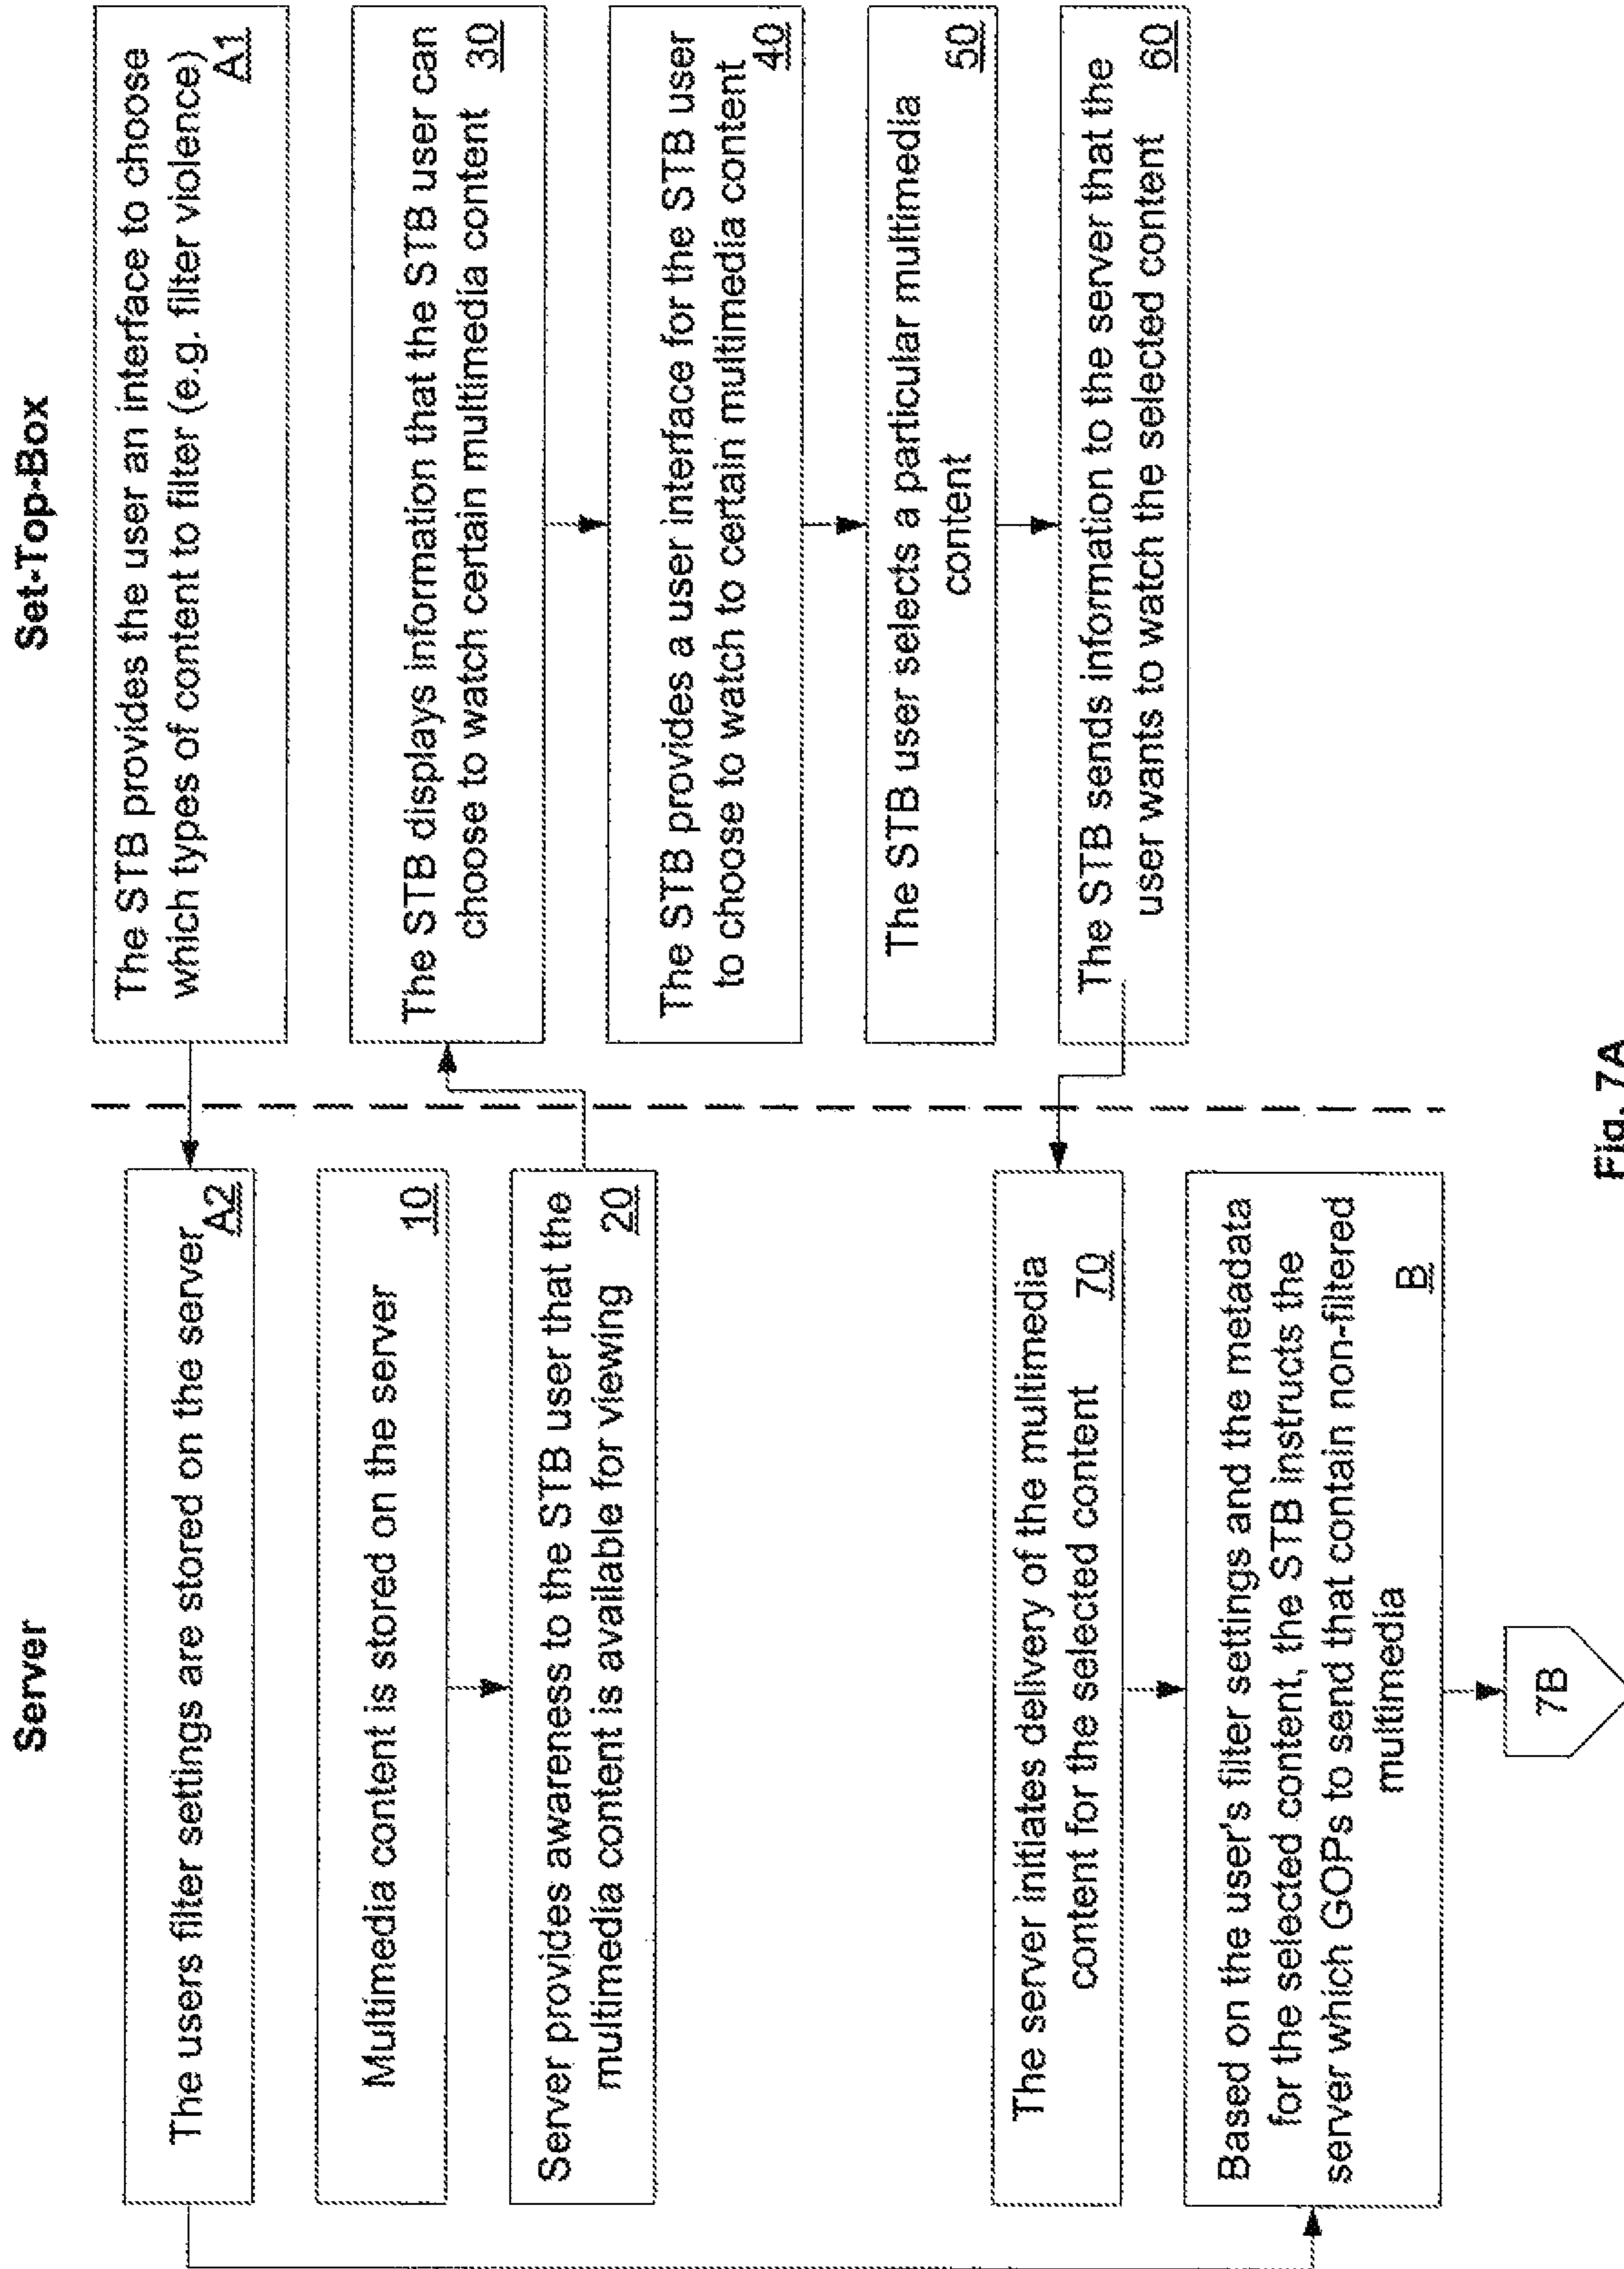 Server
Set-Top-Box
The users filter settings are stored on the server
A2
Multimedia content is stored on the server
10
Server provides awareness to the STB user that the
multimedia content is available for viewing 20
The server initiates delivery of the multimedia
content for the selected content 70
Based on the user's filter settings and the metadata
for the selected content, the STB instructs the
server which GOPs to send that contain non-filtered
multimedia B
7B
The STB provides the user an interface to choose
which types of content to filter (e.g. filter violence)
A1
The STB displays information that the STB user can
choose to watch certain multimedia content 30
The STB provides a user interface for the STB user
to choose to watch to certain multimedia content
40
The STB user selects a particular multimedia
content 50
The STB sends information to the server that the
user wants to watch the selected content 60
Fig. 7A